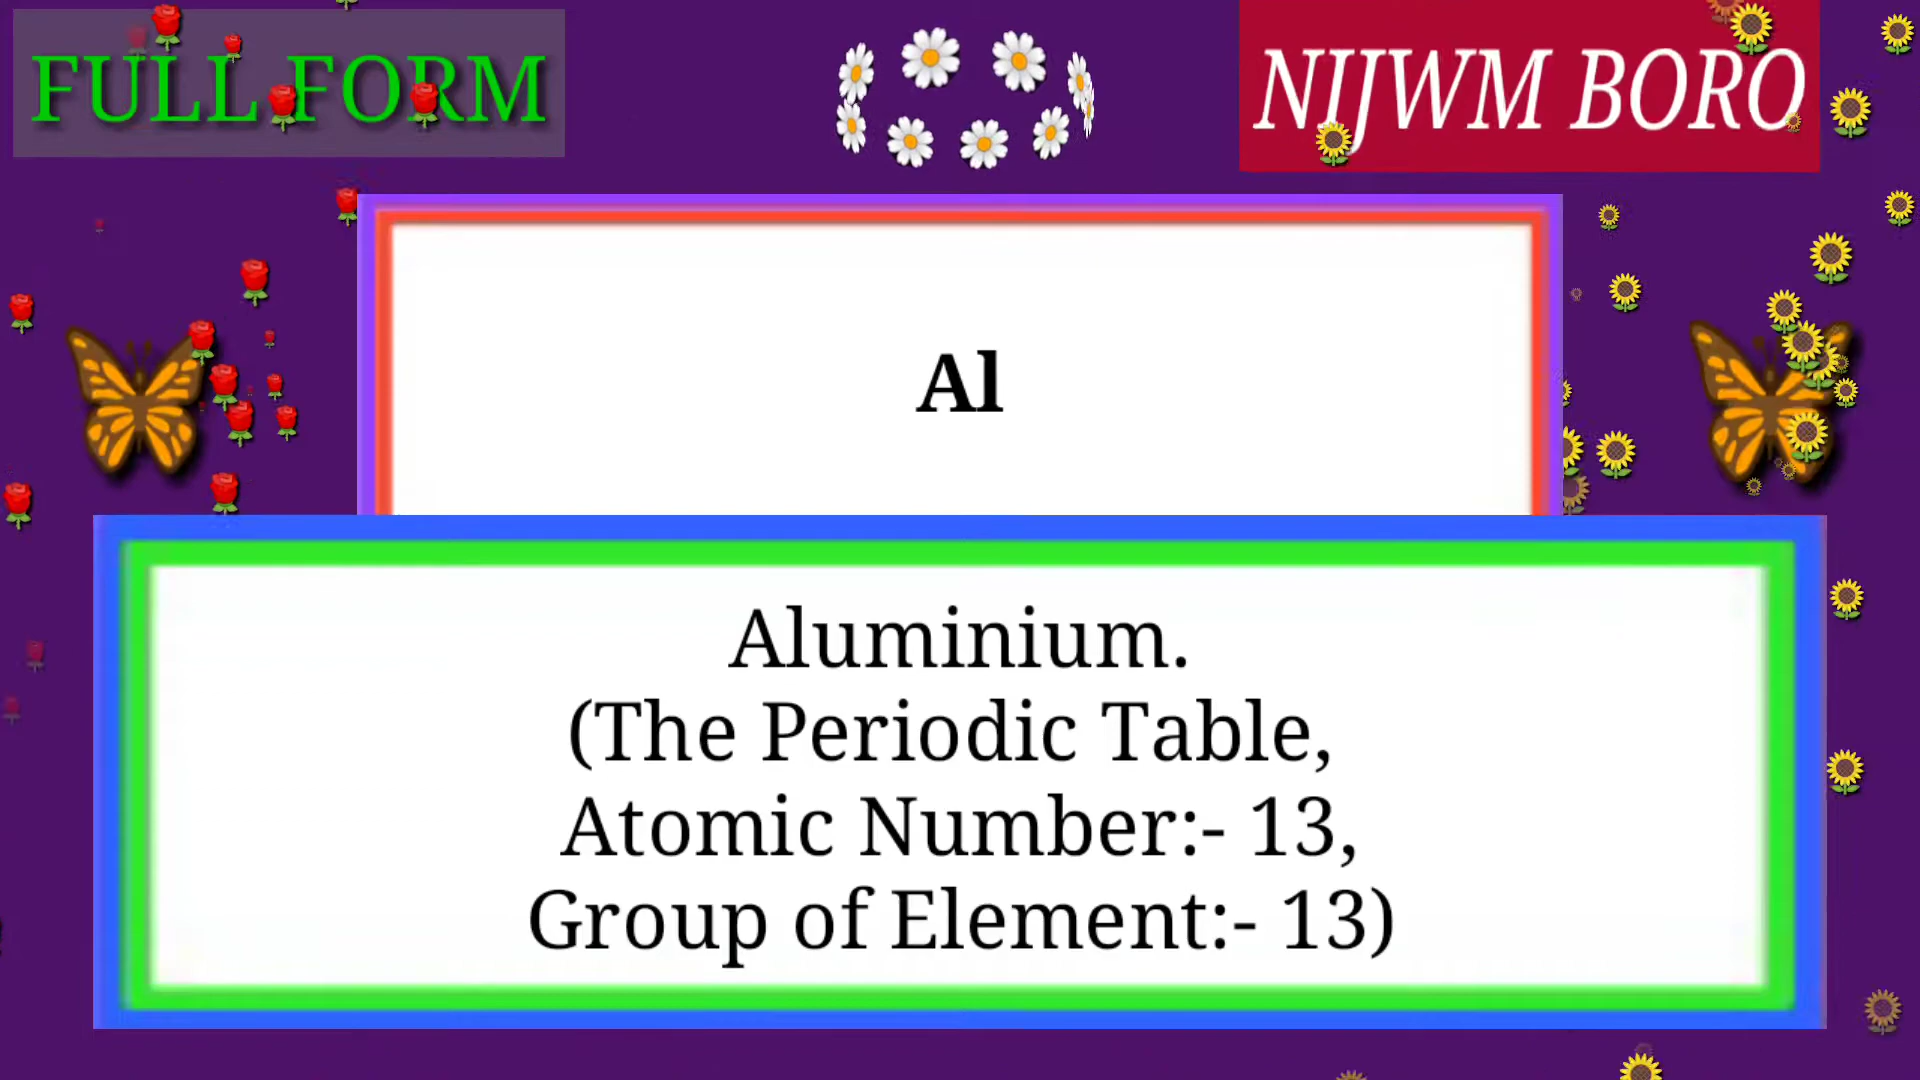 FULL FORM
NIJWM BORO
Al
Aluminium.
(The Periodic Table,
Atomic Number:- 13,
Group of Element:- 13)